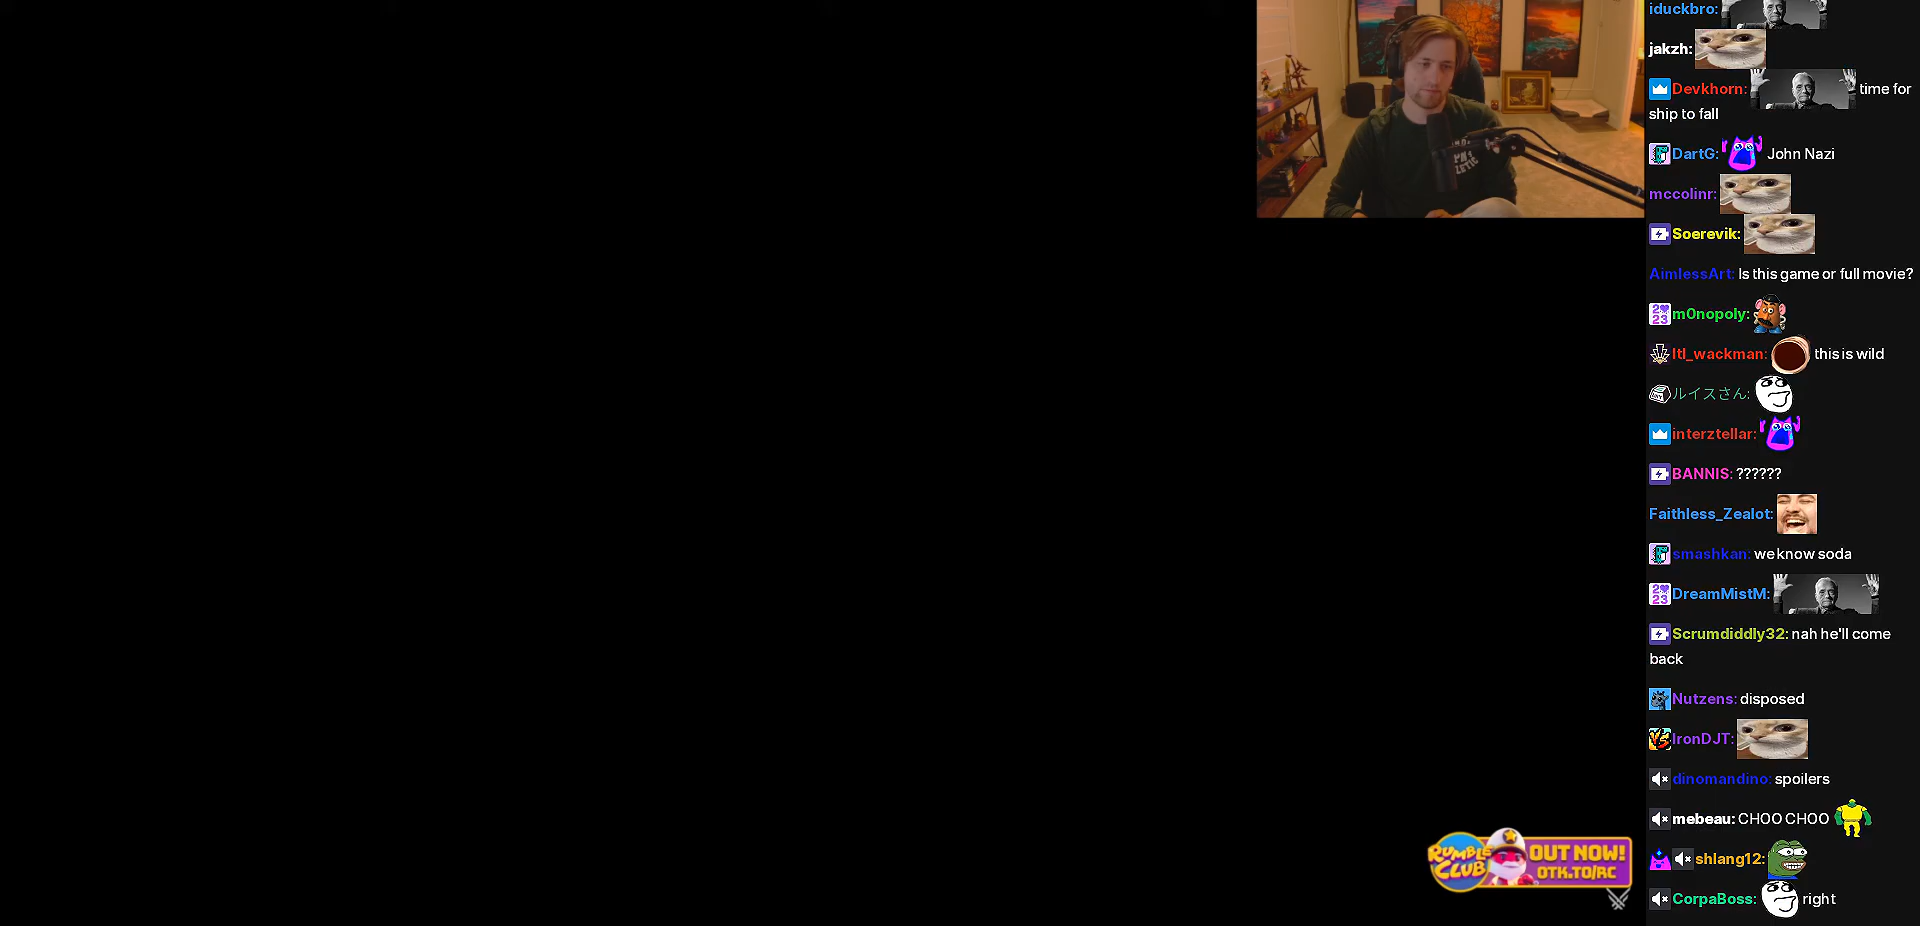 iduckbro:
jakzh:
Devkhorn: time for
ship to fall
DartG: John Nazi
mccolinr:
Soerevik:
AimlessArt: Is this game or full movie?
m0nopoly:
ltl_wackman: this is wild
ルイスさん:
interztellar:
BANNIS: ??????
Faithless_Zealot:
smashkan: we know soda
DreamMistM:
Scrumdiddly32: nah he'll come
back
Nutzens: disposed
IronDJT:
dinomandino: spoilers
mebeau: CHOO CHOO
shlang12:
CorpaBoss: right
RUMBLE
CLUB
OUT NOW!
OTK.TO/RC